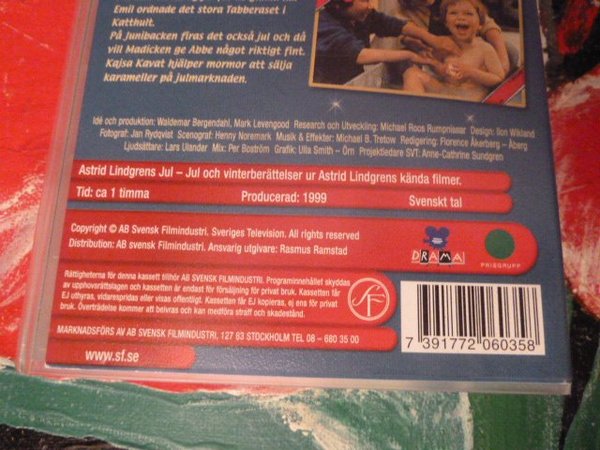 Emil ordnade det stora Tabberaset i
Katthult.
På Junibacken firas det också jul och då
vill Madicken ge Abbe något riktigt fint.
Kajsa Kavat hjälper mormor att sälja
karameller på julmarknaden.
Idé och produktion: Waldemar Bergendahl, Mark Levengood Research och Utveckling: Michael Roos Rumpnissar Design: Ilon Wikland
Fotograf: Jan Rydqvist Scenograf: Henny Noremark Musik & Effekter: Michael B. Tretow Redigering: Florence Åkerberg – Åberg
Ljudsättare: Lars Ulander Mix: Per Boström Grafik: Ulla Smith – Örn Projektledare SVT: Anne-Cathrine Sundgren
Astrid Lindgrens Jul – Jul och vinterberättelser ur Astrid Lindgrens kända filmer.
Tid: ca 1 timma Producerad: 1999 Svenskt tal
Copyright © AB Svensk Filmindustri. Sveriges Television. All rights reserved
Distribution: AB svensk Filmindustri. Ansvarig utgivare: Rasmus Ramstad
DRAMA
PRISGRUPP
Rättigheterna för denna kassett tillhör AB SVENSK FILMINDUSTRI. Programinnehållet skyddas
av upphovsrättslagen och kassetten är endast för försäljning för privat bruk. Kassetten får
EJ uthyras, vidarespridas eller visas offentligt. Kassetten får EJ kopieras, ej ens för privat
bruk. Överträdelse kommer att beivras och kan medföra straff och skadestånd.
SF
MARKNADSFÖRS AV AB SVENSK FILMINDUSTRI. 127 83 STOCKHOLM TEL 08 – 680 35 00
www.sf.se
7 391772 060358